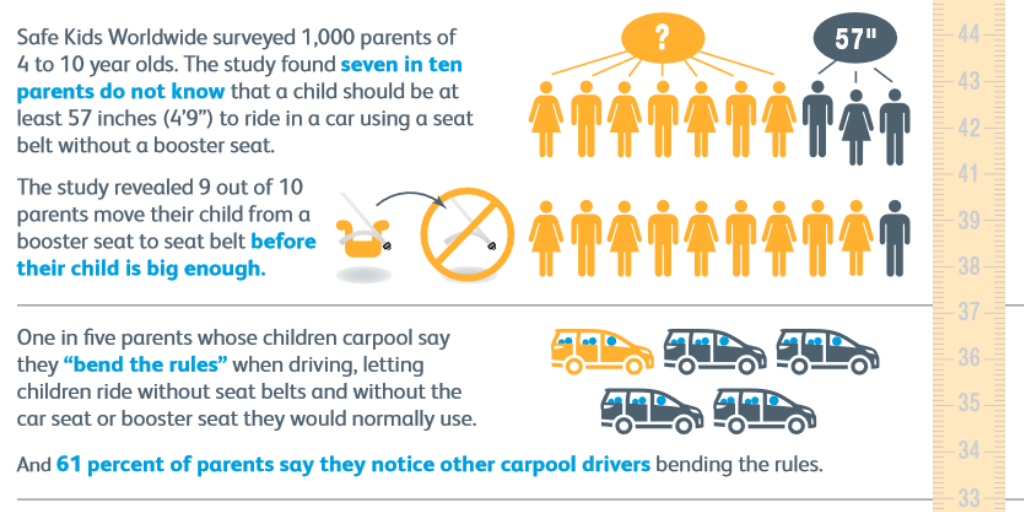 Safe Kids Worldwide surveyed 1,000 parents of
4 to 10 year olds. The study found seven in ten
parents do not know that a child should be at
least 57 inches (4’9”) to ride in a car using a seat
belt without a booster seat.
?
57"
The study revealed 9 out of 10
parents move their child from a
booster seat to seat belt before
their child is big enough.
One in five parents whose children carpool say
they “bend the rules” when driving, letting
children ride without seat belts and without the
car seat or booster seat they would normally use.
And 61 percent of parents say they notice other carpool drivers bending the rules.
44
43
42
41
39
38
37
36
35
34
33